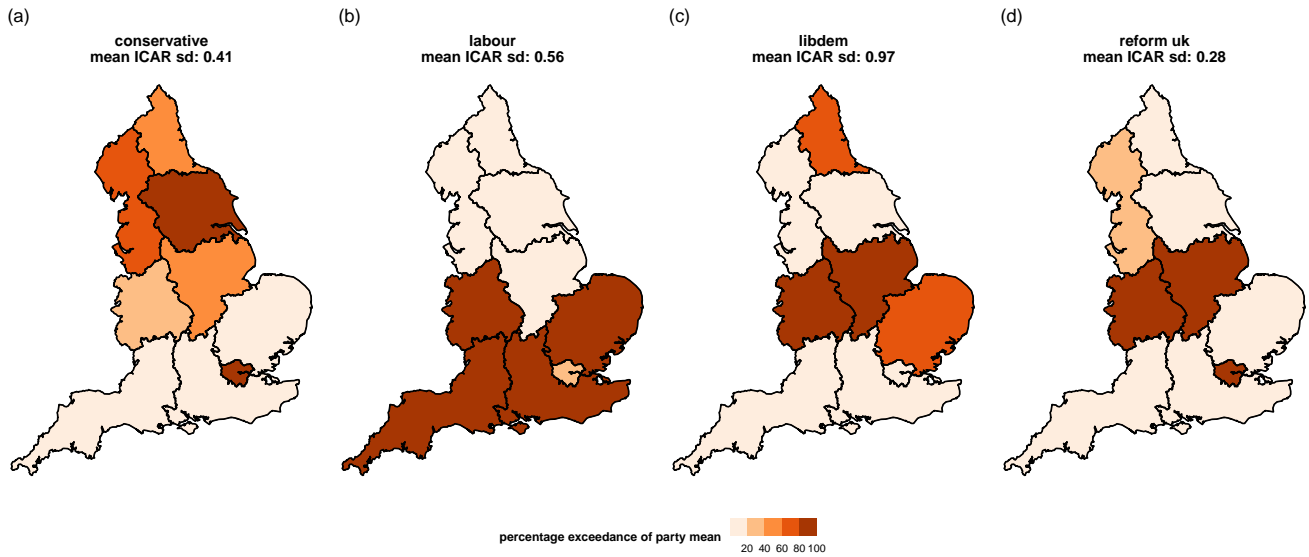 (a)
conservative
mean ICAR sd: 0.41
(b)
labour
mean ICAR sd: 0.56
(c)
libdem
mean ICAR sd: 0.97
(d)
reform uk
mean ICAR sd: 0.28
percentage exceedance of party mean
20 40 60 80 100